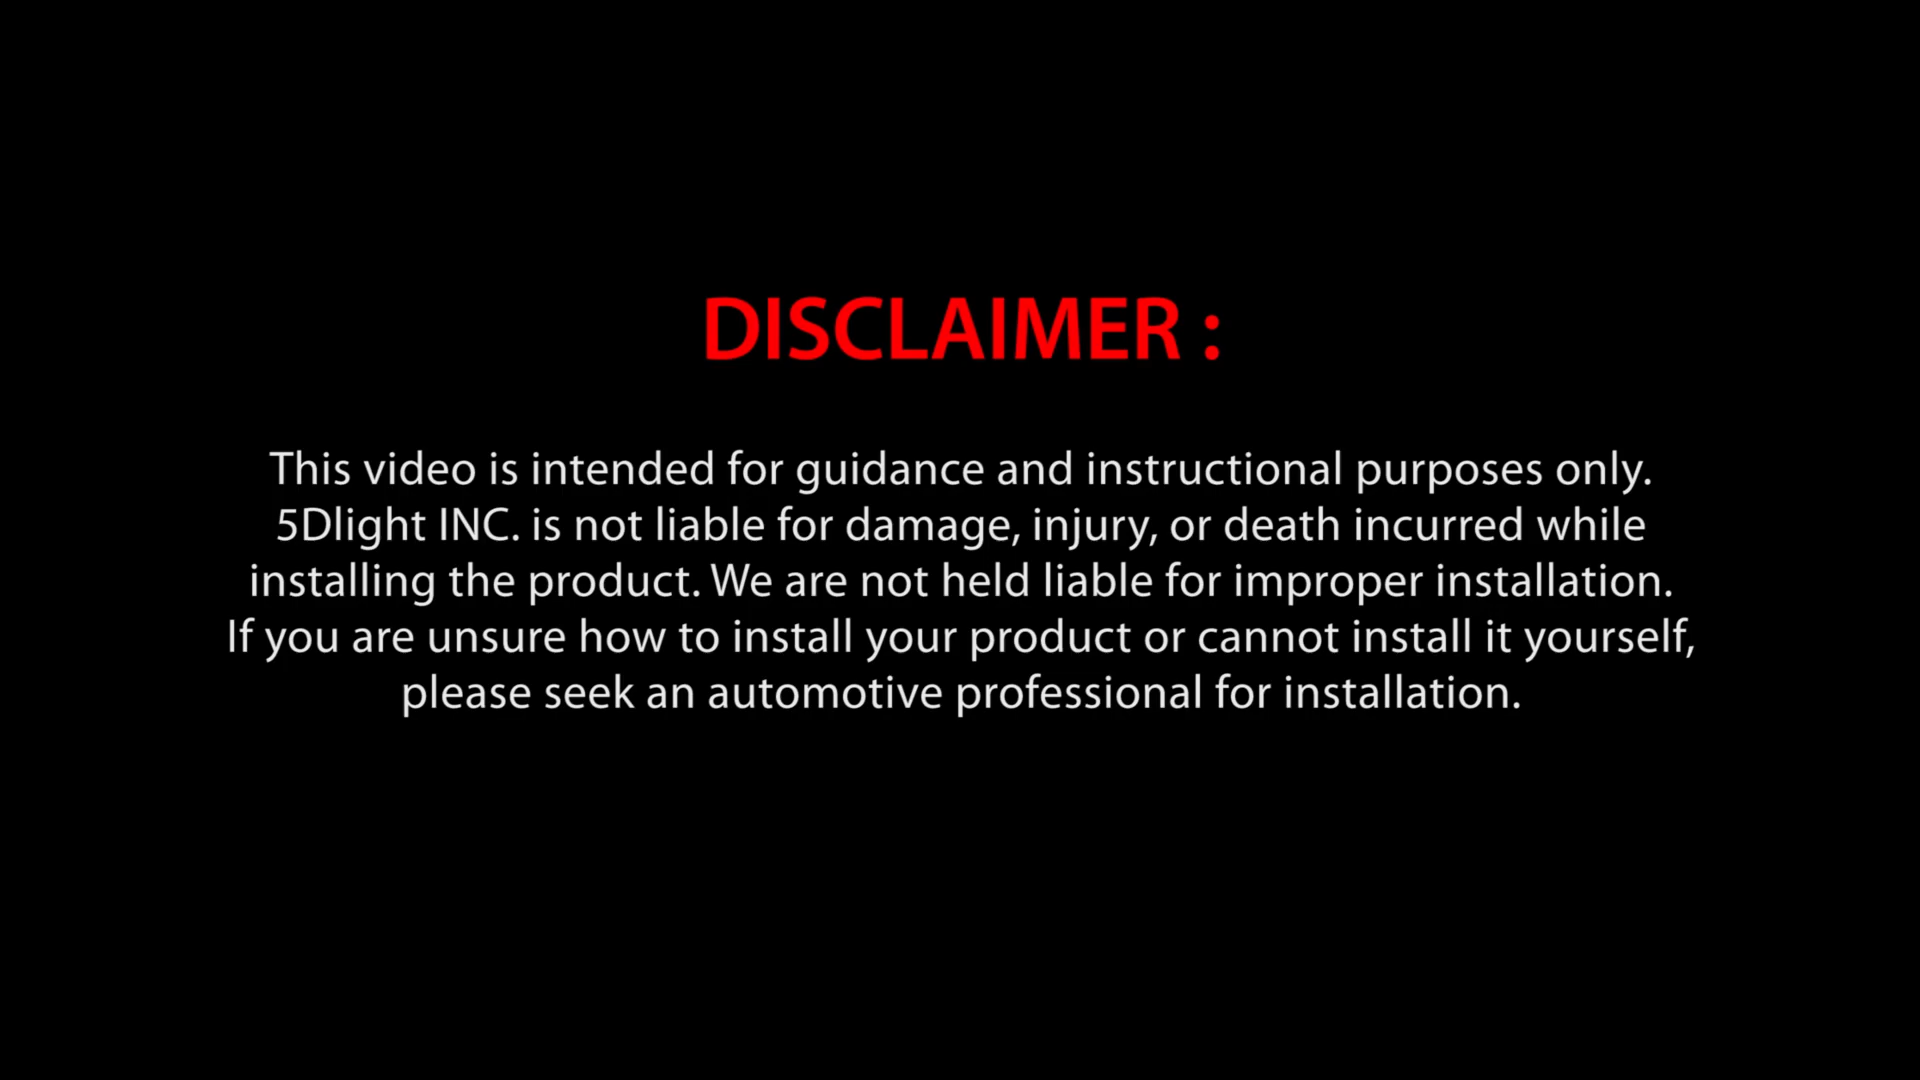 DISCLAIMER :
This video is intended for guidance and instructional purposes only.
5Dlight INC. is not liable for damage, injury, or death incurred while
installing the product. We are not held liable for improper installation.
If you are unsure how to install your product or cannot install it yourself,
please seek an automotive professional for installation.